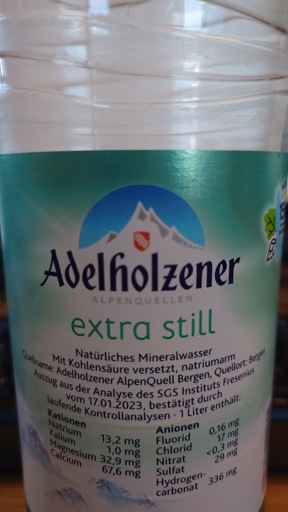 Adelholzener
ALPENQUELLEN
extra still
Natürliches Mineralwasser
Mit Kohlensäure versetzt, natriumarm
Quellname: Adelholzener AlpenQuell Bergen, Quellort: Bergen
Auszug aus der Analyse des SGS Instituts Fresenius
vom 17.01.2023, bestätigt durch
laufende Kontrollanalysen · 1 Liter enthält:
Kationen
Natrium 13,2 mg
Kalium 1,0 mg
Magnesium 32,9 mg
Calcium 67,6 mg
Anionen
Fluorid 0,16 mg
Chlorid 17 mg
Nitrat <0,3 mg
Sulfat 29 mg
Hydrogen-
carbonat 336 mg